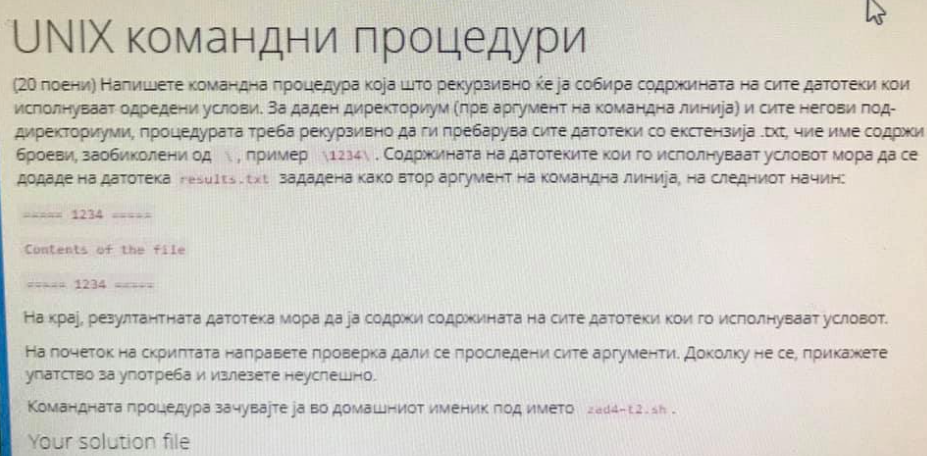 UNIX командни процедури
(20 поени) Напишете командна процедура која што рекурзивно ќе ја собира содржината на сите датотеки кои
исполнуваат одредени услови. За даден директориум (прв аргумент на командна линија) и сите негови под-
директориуми, процедурата треба рекурзивно да ги пребарува сите датотеки со екстензија .txt, чие име содржи
броеви, заобиколени од \ , пример \1234\ . Содржината на датотеките кои го исполнуваат условот мора да се
додаде на датотека results.txt зададена како втор аргумент на командна линија, на следниот начин:
===== 1234 =====
Contents of the file
===== 1234 =====
На крај, резултантната датотека мора да ја содржи содржината на сите датотеки кои го исполнуваат условот.
На почеток на скриптата направете проверка дали се проследени сите аргументи. Доколку не се, прикажете
упатство за употреба и излезете неуспешно.
Командната процедура зачувајте ја во домашниот именик под името zad4-t2.sh .
Your solution file